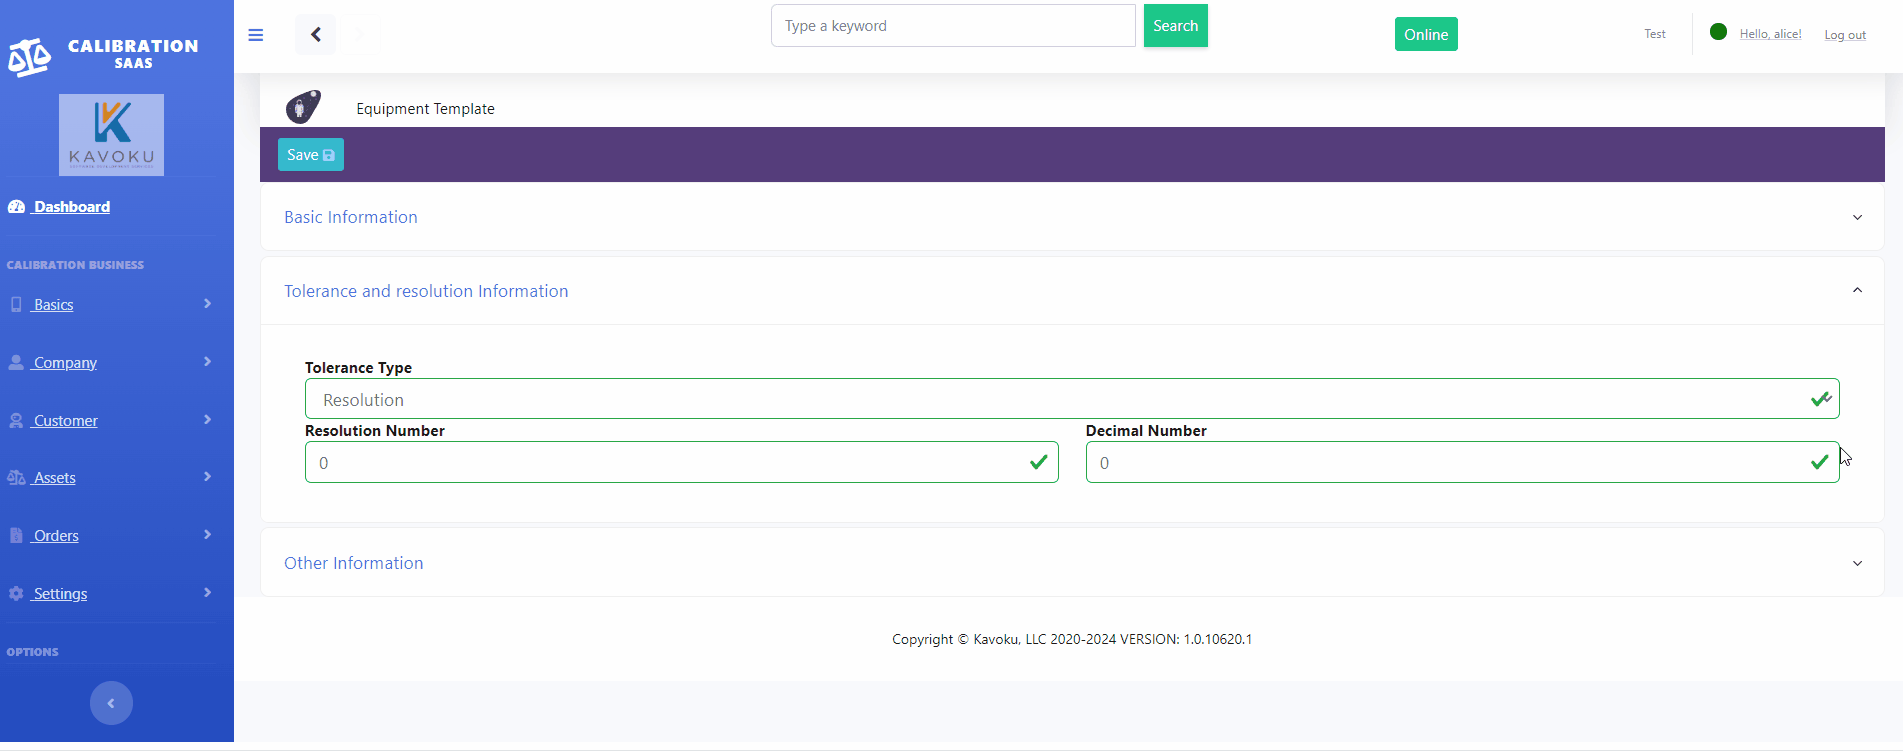 CALIBRATION
SAAS
KAVOKU
Dashboard
CALIBRATION BUSINESS
Basics
Company
Customer
Assets
Orders
Settings
OPTIONS
Type a keyword
Search
Online
Test
Hello, alice!
Log out
Equipment Template
Save
Basic Information
Tolerance and resolution Information
Tolerance Type
Resolution
Resolution Number
Decimal Number
0
0
Other Information
Copyright © Kavoku, LLC 2020-2024 VERSION: 1.0.10620.1